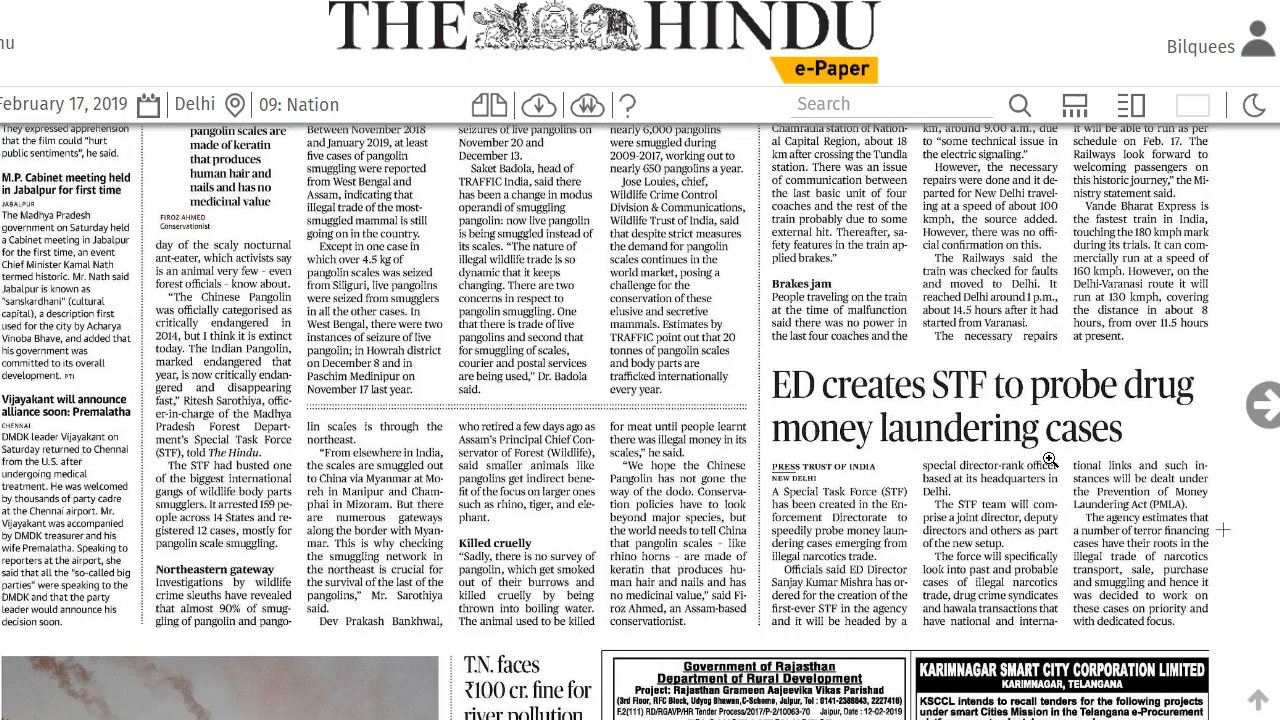 THE HINDU
e-Paper
nu
Bilquees
February 17, 2019
Delhi
09: Nation
Search
They expressed apprehension
that the film could "hurt
public sentiments", he said.
M.P. Cabinet meeting held
in Jabalpur for first time
JABALPUR
The Madhya Pradesh
government on Saturday held
a Cabinet meeting in Jabalpur
for the first time, an event
Chief Minister Kamal Nath
termed historic. Mr. Nath said
Jabalpur is known as
"sanskardhani" (cultural
capital), a description first
used for the city by Acharya
Vinoba Bhave, and added that
his government was
committed to its overall
development. PTI
Vijayakant will announce
alliance soon: Premalatha
CHENNAI
DMDK leader Vijayakant on
Saturday returned to Chennai
from the U.S. after
undergoing medical
treatment. He was welcomed
by thousands of party cadre
at the Chennai airport. Mr.
Vijayakant was accompanied
by DMDK treasurer and his
wife Premalatha. Speaking to
reporters at the airport, she
said that all the "so-called big
parties" were speaking to the
DMDK and that the party
leader would announce his
decision soon.
pangolin scales are
made of keratin
that produces
human hair and
nails and has no
medicinal value
FIROZ AHMED
Conservationist
day of the scaly nocturnal
ant-eater, which activists say
is an animal very few - even
forest officials - know about.
"The Chinese Pangolin
was officially categorised as
critically endangered in
2014, but I think it is extinct
today. The Indian Pangolin,
marked endangered that
year, is now critically endan-
gered and disappearing
fast," Ritesh Sarothiya, offic-
er-in-charge of the Madhya
Pradesh Forest Depart-
ment's Special Task Force
(STF), told The Hindu.
The STF had busted one
of the biggest international
gangs of wildlife body parts
smugglers. It arrested 159 pe-
ople across 14 States and re-
gistered 12 cases, mostly for
pangolin scale smuggling.
Northeastern gateway
Investigations by wildlife
crime sleuths have revealed
that almost 90% of smug-
gling of pangolin and pango-
Between November 2018
and January 2019, at least
five cases of pangolin
smuggling were reported
from West Bengal and
Assam, indicating that
illegal trade of the most-
smuggled mammal is still
going on in the country.
Except in one case in
which over 4.5 kg of
pangolin scales was seized
from Siliguri, live pangolins
were seized from smugglers
in all the other cases. In
West Bengal, there were two
instances of seizure of live
pangolin; in Howrah district
on December 8 and in
Paschim Medinipur on
November 17 last year.
seizures of live pangolins on
November 20 and
December 13.
Saket Badola, head of
TRAFFIC India, said there
has been a change in modus
operandi of smuggling
pangolin: now live pangolin
is being smuggled instead of
its scales. "The nature of
illegal wildlife trade is so
dynamic that it keeps
changing. There are two
concerns in respect to
pangolin smuggling. One
that there is trade of live
pangolins and second that
for smuggling of scales,
courier and postal services
are being used," Dr. Badola
said.
nearly 6,000 pangolins
were smuggled during
2009-2017, working out to
nearly 650 pangolins a year.
Jose Louies, chief,
Wildlife Crime Control
Division & Communications,
Wildlife Trust of India, said
that despite strict measures
the demand for pangolin
scales continues in the
world market, posing a
challenge for the
conservation of these
elusive and secretive
mammals. Estimates by
TRAFFIC point out that 20
tonnes of pangolin scales
and body parts are
trafficked internationally
every year.
lin scales is through the
northeast.
"From elsewhere in India,
the scales are smuggled out
to China via Myanmar at Mo-
reh in Manipur and Cham-
phai in Mizoram. But there
are numerous gateways
along the border with Myan-
mar. This is why checking
the smuggling network in
the northeast is crucial for
the survival of the last of the
pangolins," Mr. Sarothiya
said.
Dev Prakash Bankhwal,
who retired a few days ago as
Assam's Principal Chief Con-
servator of Forest (Wildlife),
said smaller animals like
pangolins get indirect bene-
fit of the focus on larger ones
such as rhino, tiger, and ele-
phant.
Killed cruelly
"Sadly, there is no survey of
pangolin, which get smoked
out of their burrows and
killed cruelly by being
thrown into boiling water.
The animal used to be killed
for meat until people learnt
there was illegal money in its
scales," he said.
"We hope the Chinese
Pangolin has not gone the
way of the dodo. Conserva-
tion policies have to look
beyond major species, but
the world needs to tell China
that pangolin scales - like
rhino horns - are made of
keratin that produces hu-
man hair and nails and has
no medicinal value," said Fi-
roz Ahmed, an Assam-based
conservationist.
Chamraula station of Nation-
al Capital Region, about 18
km after crossing the Tundla
station. There was an issue
of communication between
the last basic unit of four
coaches and the rest of the
train probably due to some
external hit. Thereafter, sa-
fety features in the train ap-
plied brakes."
Brakes jam
People traveling on the train
at the time of malfunction
said there was no power in
the last four coaches and the
km, around 9.00 a.m., due
to "some technical issue in
the electric signaling."
However, the necessary
repairs were done and it de-
parted for New Delhi travel-
ing at a speed of about 100
kmph, the source added.
However, there was no offi-
cial confirmation on this.
The Railways said the
train was checked for faults
and moved to Delhi. It
reached Delhi around 1 p.m.,
about 14.5 hours after it had
started from Varanasi.
The necessary repairs
it will be able to run as per
schedule on Feb. 17. The
Railways look forward to
welcoming passengers on
this historic journey," the Mi-
nistry statement said.
Vande Bharat Express is
the fastest train in India,
touching the 180 kmph mark
during its trials. It can com-
mercially run at a speed of
160 kmph. However, on the
Delhi-Varanasi route it will
run at 130 kmph, covering
the distance in about 8
hours, from over 11.5 hours
at present.
ED creates STF to probe drug
money laundering cases
PRESS TRUST OF INDIA
NEW DELHI
A Special Task Force (STF)
has been created in the En-
forcement Directorate to
speedily probe money laun-
dering cases emerging from
illegal narcotics trade.
Officials said ED Director
Sanjay Kumar Mishra has or-
dered for the creation of the
first-ever STF in the agency
and it will be headed by a
special director-rank officer
based at its headquarters in
Delhi.
The STF team will com-
prise a joint director, deputy
directors and others as part
of the new setup.
The force will specifically
look into past and probable
cases of illegal narcotics
trade, drug crime syndicates
and hawala transactions that
have national and interna-
tional links and such in-
stances will be dealt under
the Prevention of Money
Laundering Act (PMLA).
The agency estimates that
a number of terror financing
cases have their roots in the
illegal trade of narcotics
transport, sale, purchase
and smuggling and hence it
was decided to work on
these cases on priority and
with dedicated focus.
T.N. faces
₹100 cr. fine for
river pollution
Government of Rajasthan
Department of Rural Development
Project: Rajasthan Grameen Aajeevika Vikas Parishad
(3rd Floor, RFC Block, Udyog Bhawan,C-Scheme, Jaipur, Tel : 0141-2386643, 2227416)
F.2(111) RD/RGAVP/HR Tender Process/2017/P-2/10063-70 Jaipur, Date : 12-02-2019
KARIMNAGAR SMART CITY CORPORATION LIMITED
KARIMNAGAR, TELANGANA
KSCCL intends to recall tenders for the following projects
under smart Cities Mission in the Telangana e-Procurement